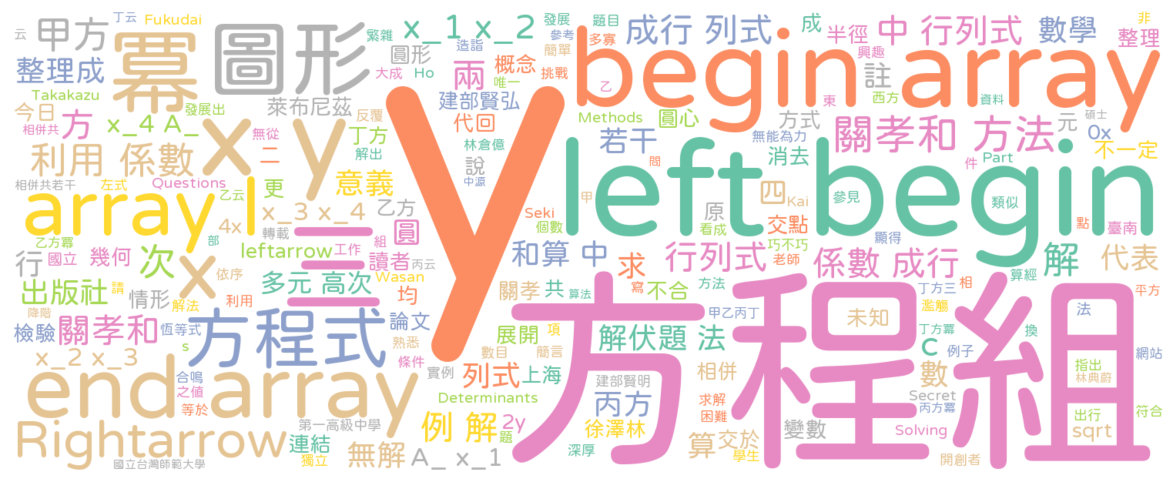 丁云 Fukudai
云 甲方 冪 圖形 繁雜 x_1 x_2 發展 題目 成行 列式 成 半徑 中 行列式 數學 非 整理
整理成 圓形 造詣 參考 簡單 多寡 興趣
大成 Ho 兩 概念 唯一 挑戰 乙 begin array
Takakazu 萊布尼茲 建部賢弘 註 東 西方 資料 碩士
今日 發展出 反覆 代回 Methods 圓心 方式 元 0x
相併共 方 x_4 A_ x y 無從 丁方 林倉億 若干 無能為力 關孝和 方法
利用 係數 二 解出 說 中源 問 消去 件 Part 不一定
相併共若干 左式 Questions 乙云 更 意義 y left begin 甲 四 Kai 參見 類似
array l 部 x_3 x_4 乙方 Seki 個數 看成 原 交點 點 臺南
乙方冪 4x 轉載 圓 和算 中 巧不巧 顯得
國立 幾何 次 leftarrow 工作 組 讀者 行列式 老師 係數 成行 解 代表
行 請 x 三 丙云 求 算經
出版社 情形 解法 依序 多元 高次 Wasan 關孝 共 算法 寫 不合 方法 丁方三 相 平方
降階 利用 均 甲乙丙丁 濫觴
檢驗 關孝和 恆等式 方程式 論文 熟悉 展開 項 解伏題 法 未知 丁方冪 換 法
x_2 x_3 s 數目 簡言 條件 C 例子 指出 網站
end array 合鳴 之值 等於 實例 列式 上海 建部賢明 相併 數 丙方冪 林典蔚
Determinants 丙方 求解 困難 Secret 出行 符合
Rightarrow 連結 第一高級中學 例 解 2y 題 徐澤林 變數 Solving sqrt
國立台灣師範大學 獨立 無解 A_ x_1 深厚 算 交於 學生 開創者
方程組